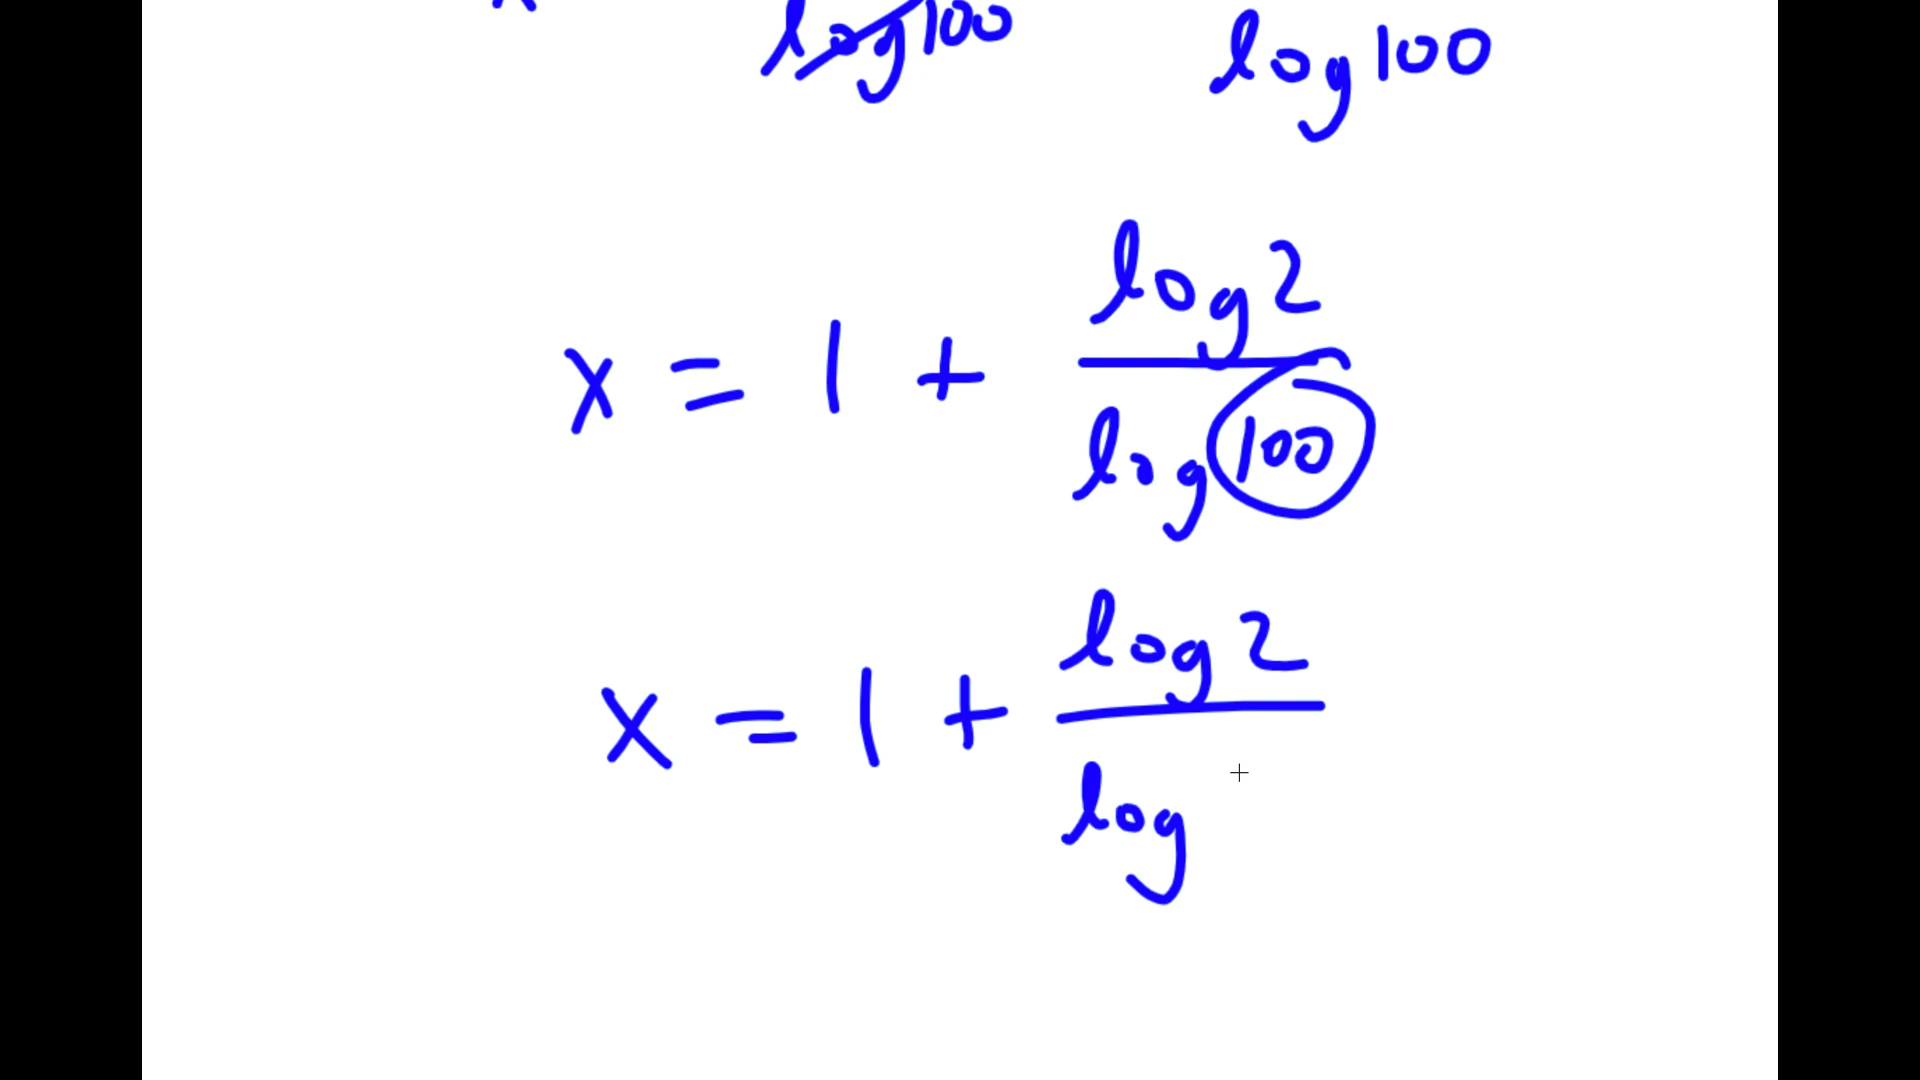 x log 100 log 100
x = 1 + log 2 / log 100
x = 1 + log 2 / log